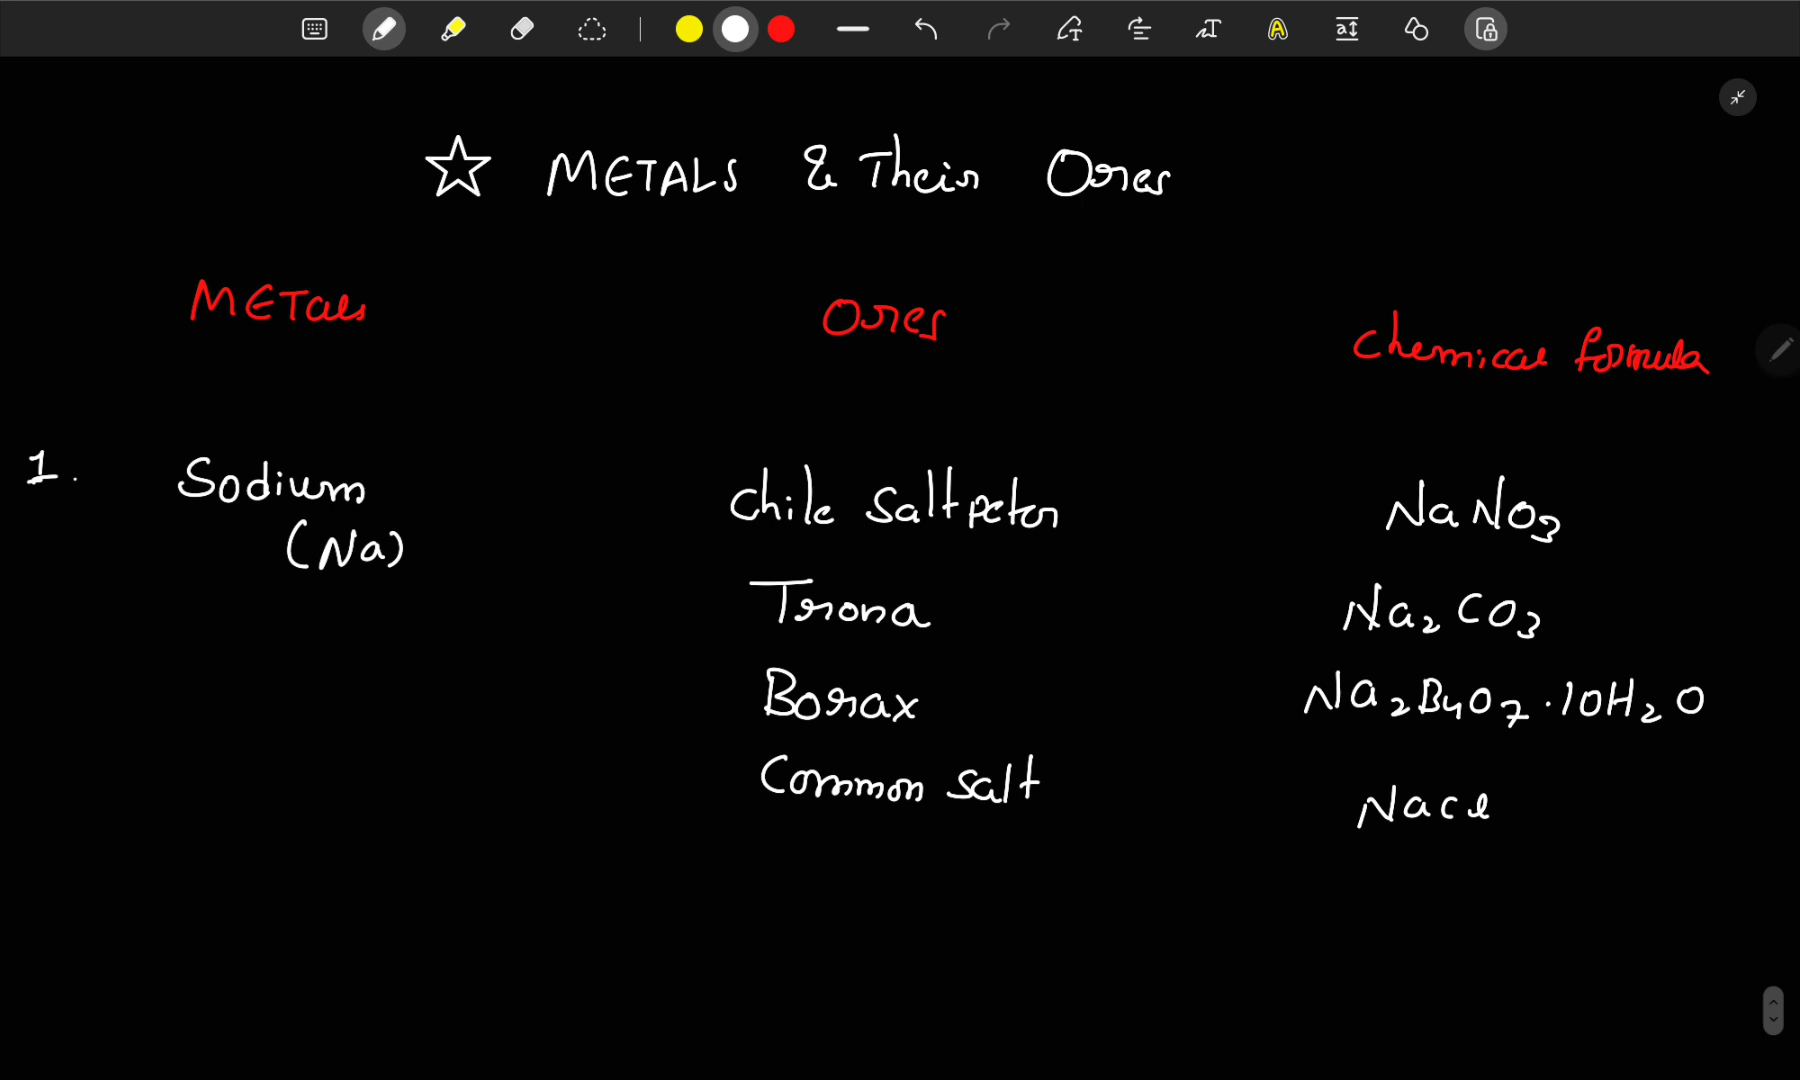 ☆ METALS & Their Ores
METals Ores Chemical formula
1. Sodium Chile Saltpeter NaNO3
(Na)
Trona Na2CO3
Borax Na2B4O7.10H2O
Common Salt NaCl